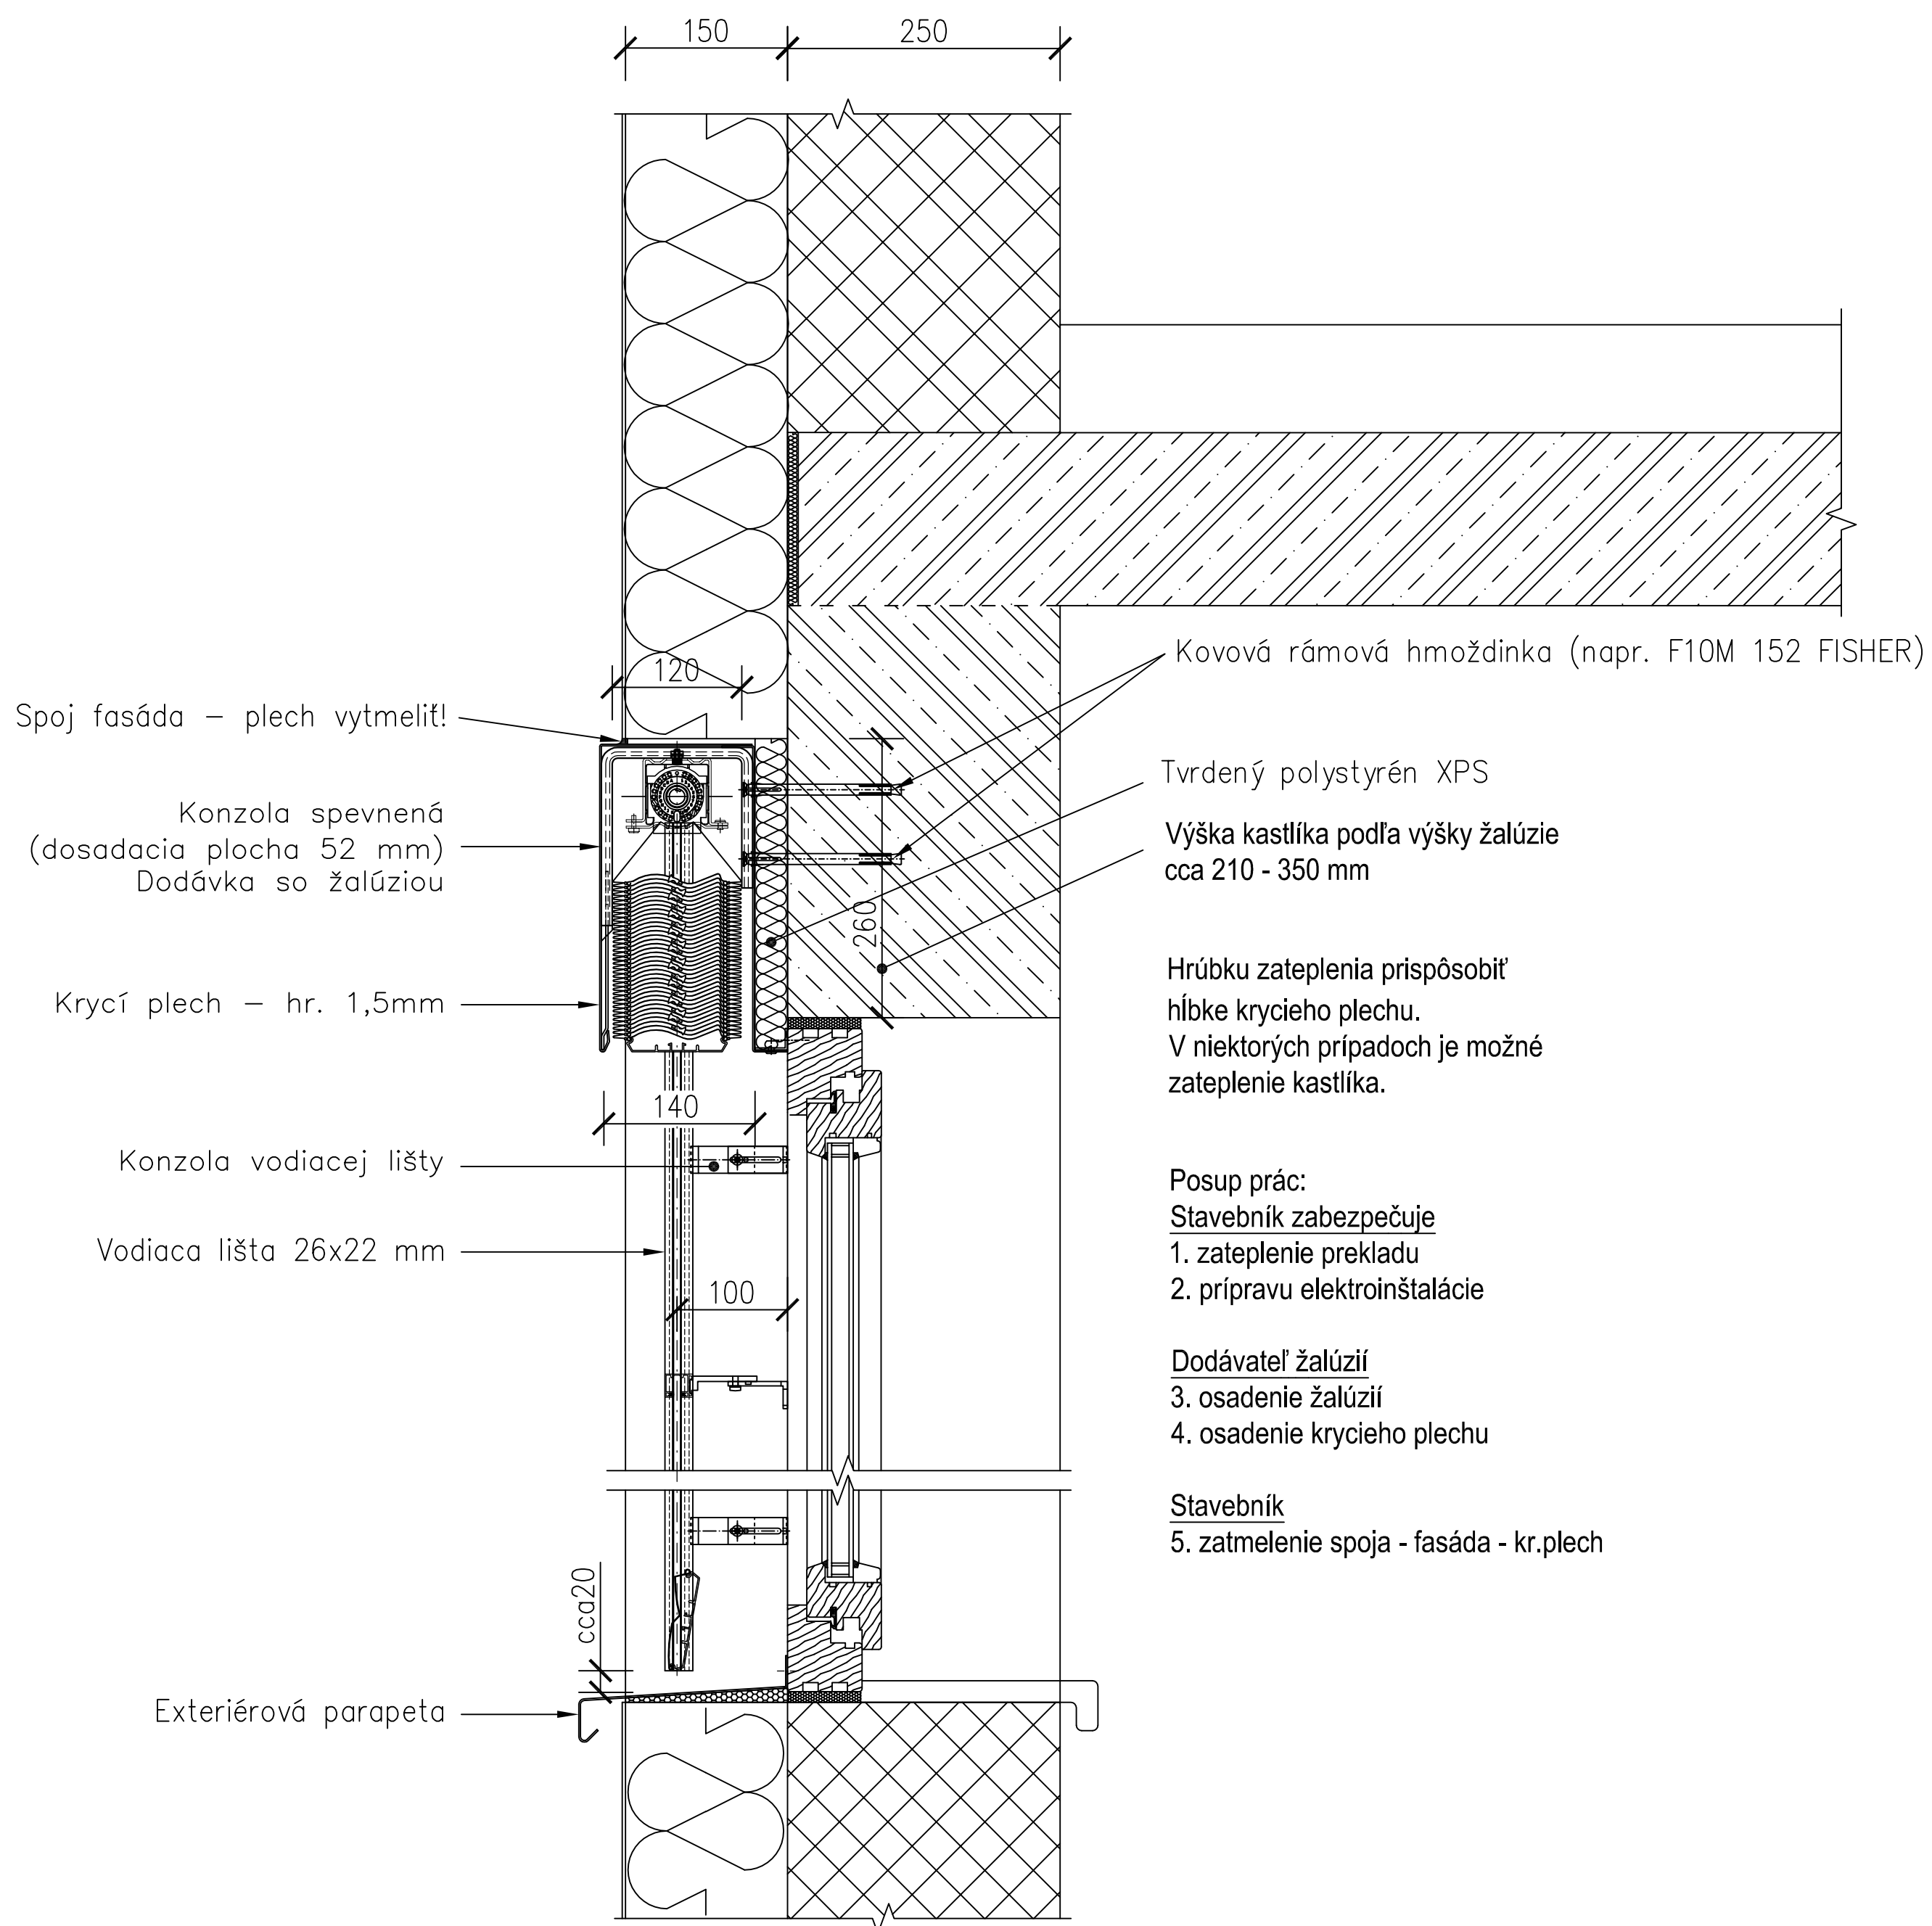 150
250
Kovová rámová hmoždinka (napr. F10M 152 FISHER)
120
Spoj fasáda – plech vytmeliť!
Tvrdený polystyrén XPS
Konzola spevnená
(dosadacia plocha 52 mm)
Dodávka so žalúziou
Výška kastlíka podľa výšky žalúzie
cca 210 - 350 mm
260
Krycí plech – hr. 1,5mm
Hrúbku zateplenia prispôsobiť
hĺbke krycieho plechu.
V niektorých prípadoch je možné
zateplenie kastlíka.
140
Konzola vodiacej lišty
Vodiaca lišta 26x22 mm
100
Posup prác:
Stavebník zabezpečuje
1. zateplenie prekladu
2. prípravu elektroinštalácie
Dodávateľ žalúzií
3. osadenie žalúzií
4. osadenie krycieho plechu
Stavebník
5. zatmelenie spoja - fasáda - kr.plech
cca20
Exteriérová parapeta